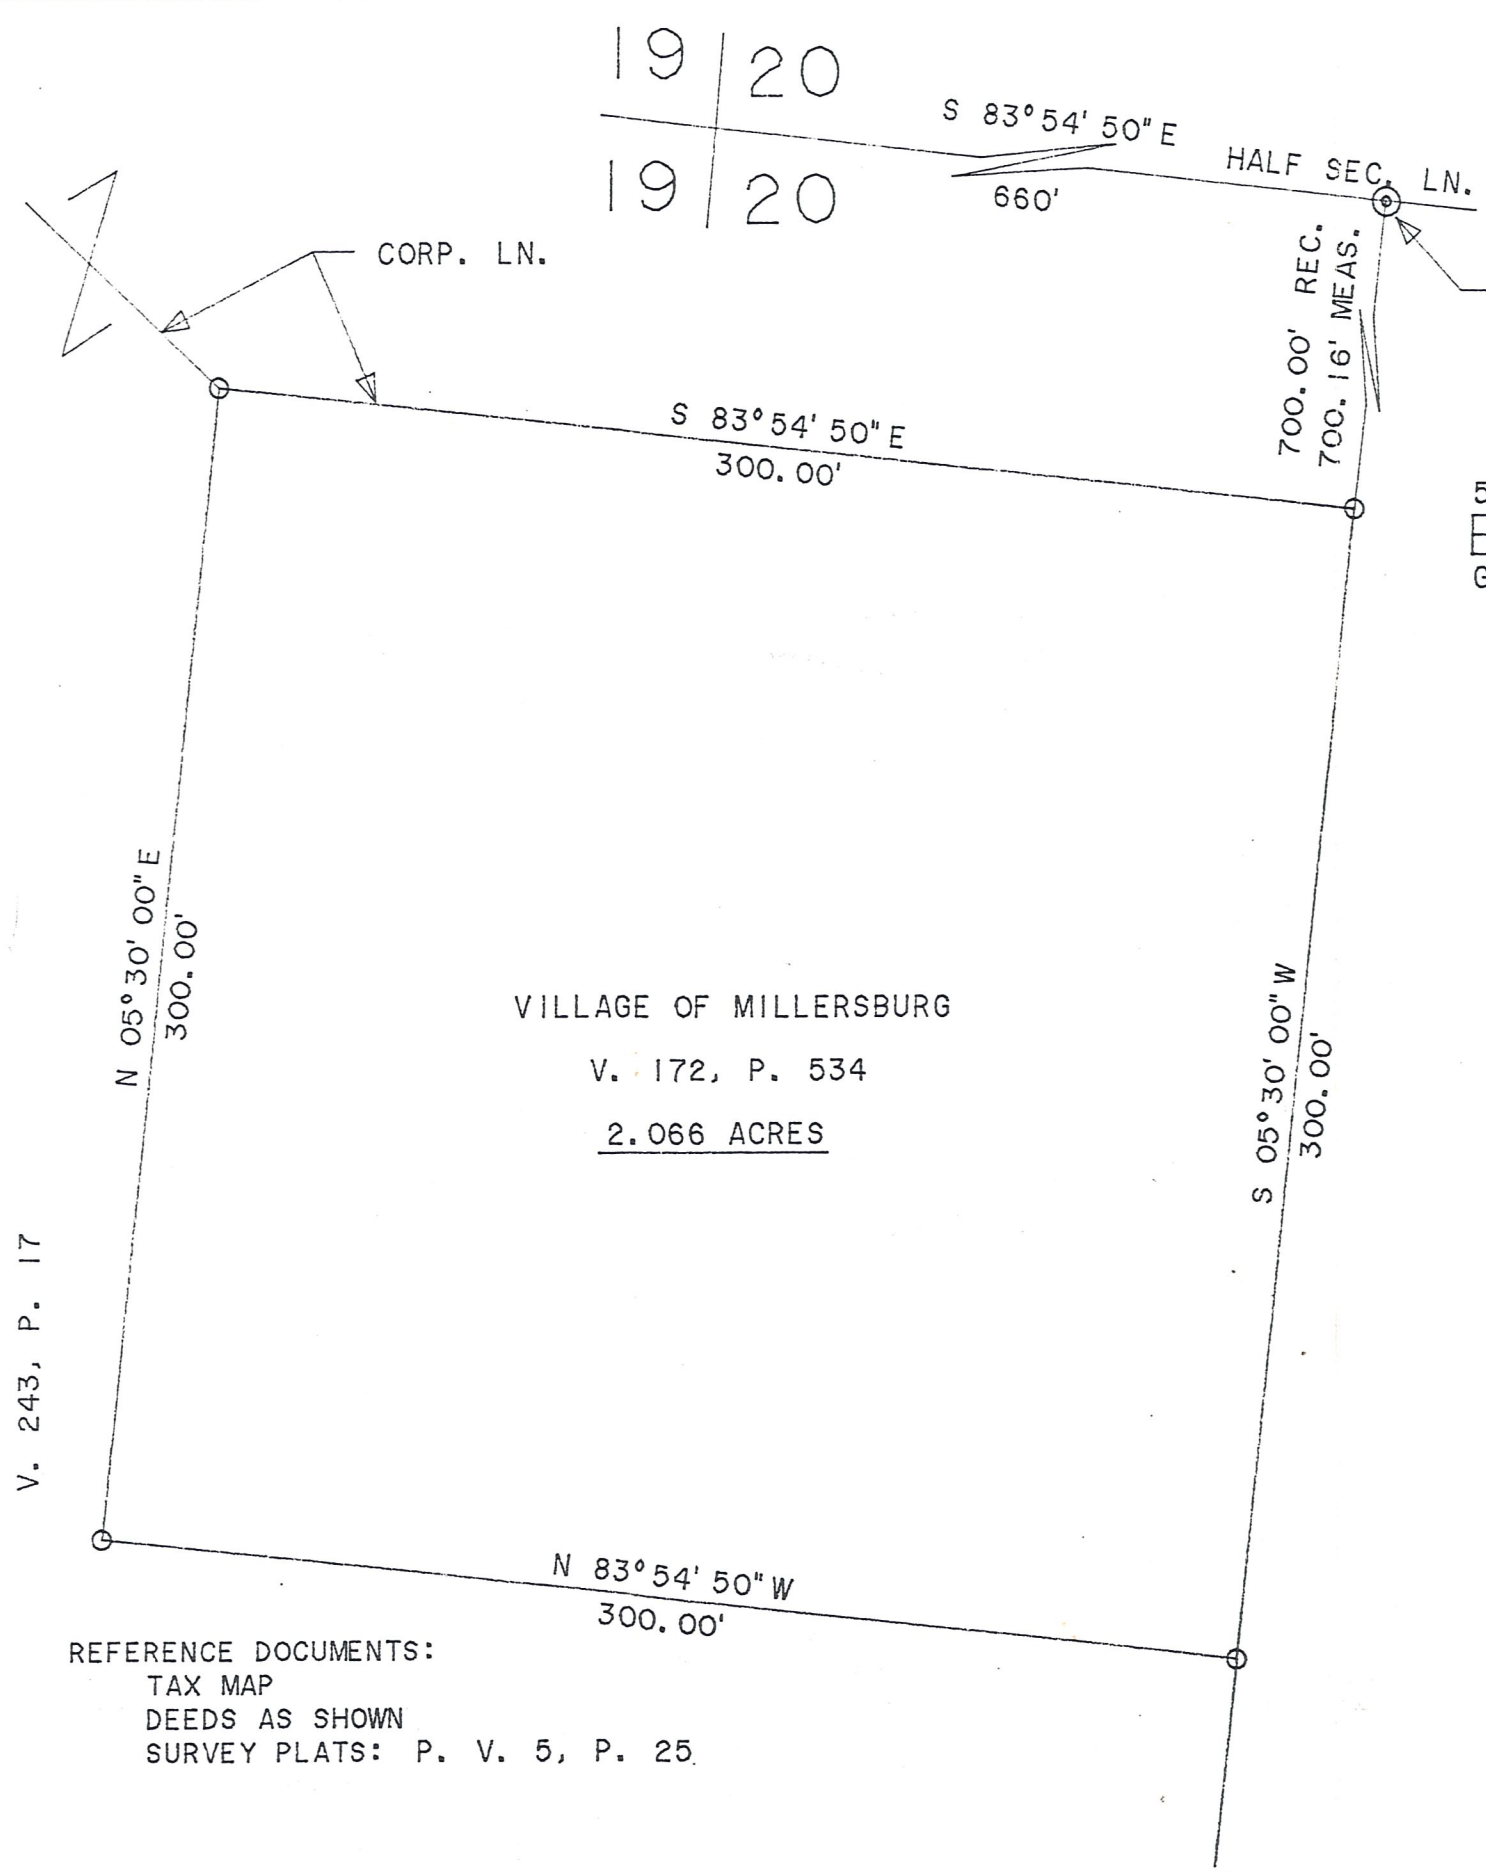 19 20
S 83°54'50"E
HALF SEC. LN.
19 20
660'
CORP. LN.
700.00' REC.
700.16' MEAS.
S 83°54'50"E
300.00'
5
G
N 05°30'00"E
300.00'
VILLAGE OF MILLERSBURG
V. 172, P. 534
2.066 ACRES
S 05°30'00"W
300.00'
V. 243, P. 17
N 83°54'50"W
300.00'
REFERENCE DOCUMENTS:
TAX MAP
DEEDS AS SHOWN
SURVEY PLATS: P. V. 5, P. 25.